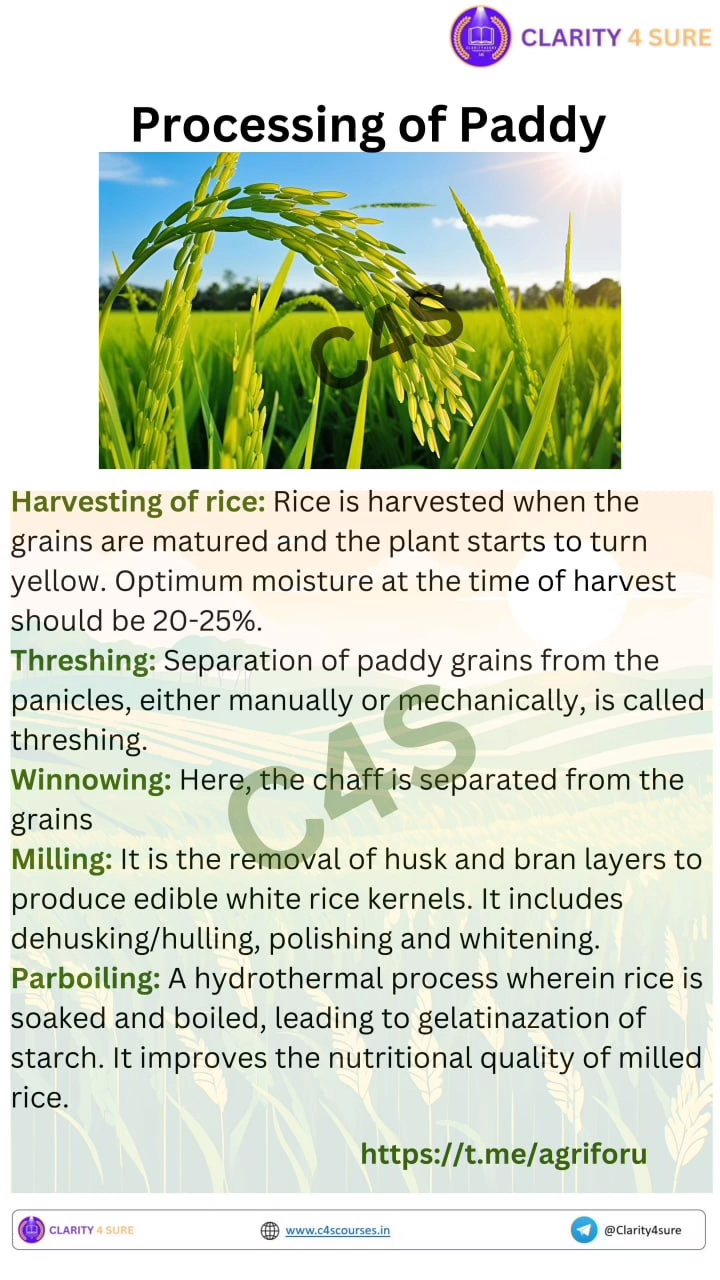 CLARITY 4 SURE
Processing of Paddy
C4S
Harvesting of rice: Rice is harvested when the
grains are matured and the plant starts to turn
yellow. Optimum moisture at the time of harvest
should be 20-25%.
Threshing: Separation of paddy grains from the
panicles, either manually or mechanically, is called
threshing.
Winnowing: Here, the chaff is separated from the
grains
C4S
Milling: It is the removal of husk and bran layers to
produce edible white rice kernels. It includes
dehusking/hulling, polishing and whitening.
Parboiling: A hydrothermal process wherein rice is
soaked and boiled, leading to gelatinazation of
starch. It improves the nutritional quality of milled
rice.
https://t.me/agriforu
CLARITY 4 SURE
www.c4scourses.in
@Clarity4sure